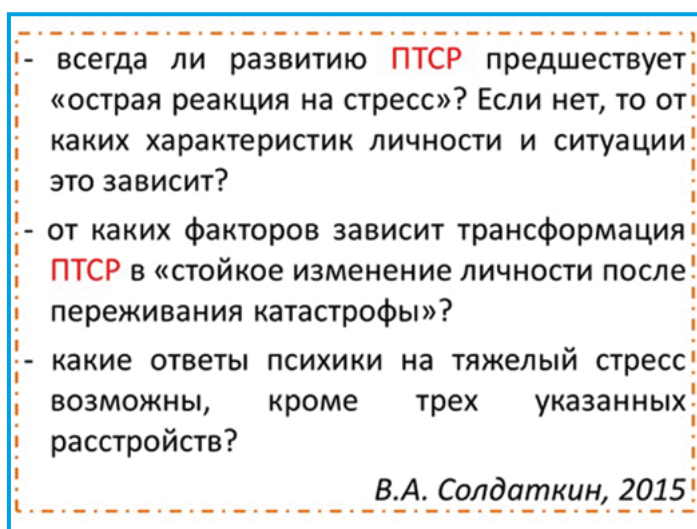 - всегда ли развитию ПТСР предшествует
«острая реакция на стресс»? Если нет, то от
каких характеристик личности и ситуации
это зависит?
- от каких факторов зависит трансформация
ПТСР в «стойкое изменение личности после
переживания катастрофы»?
- какие ответы психики на тяжелый стресс
возможны, кроме трех указанных
расстройств?
В.А. Солдаткин, 2015